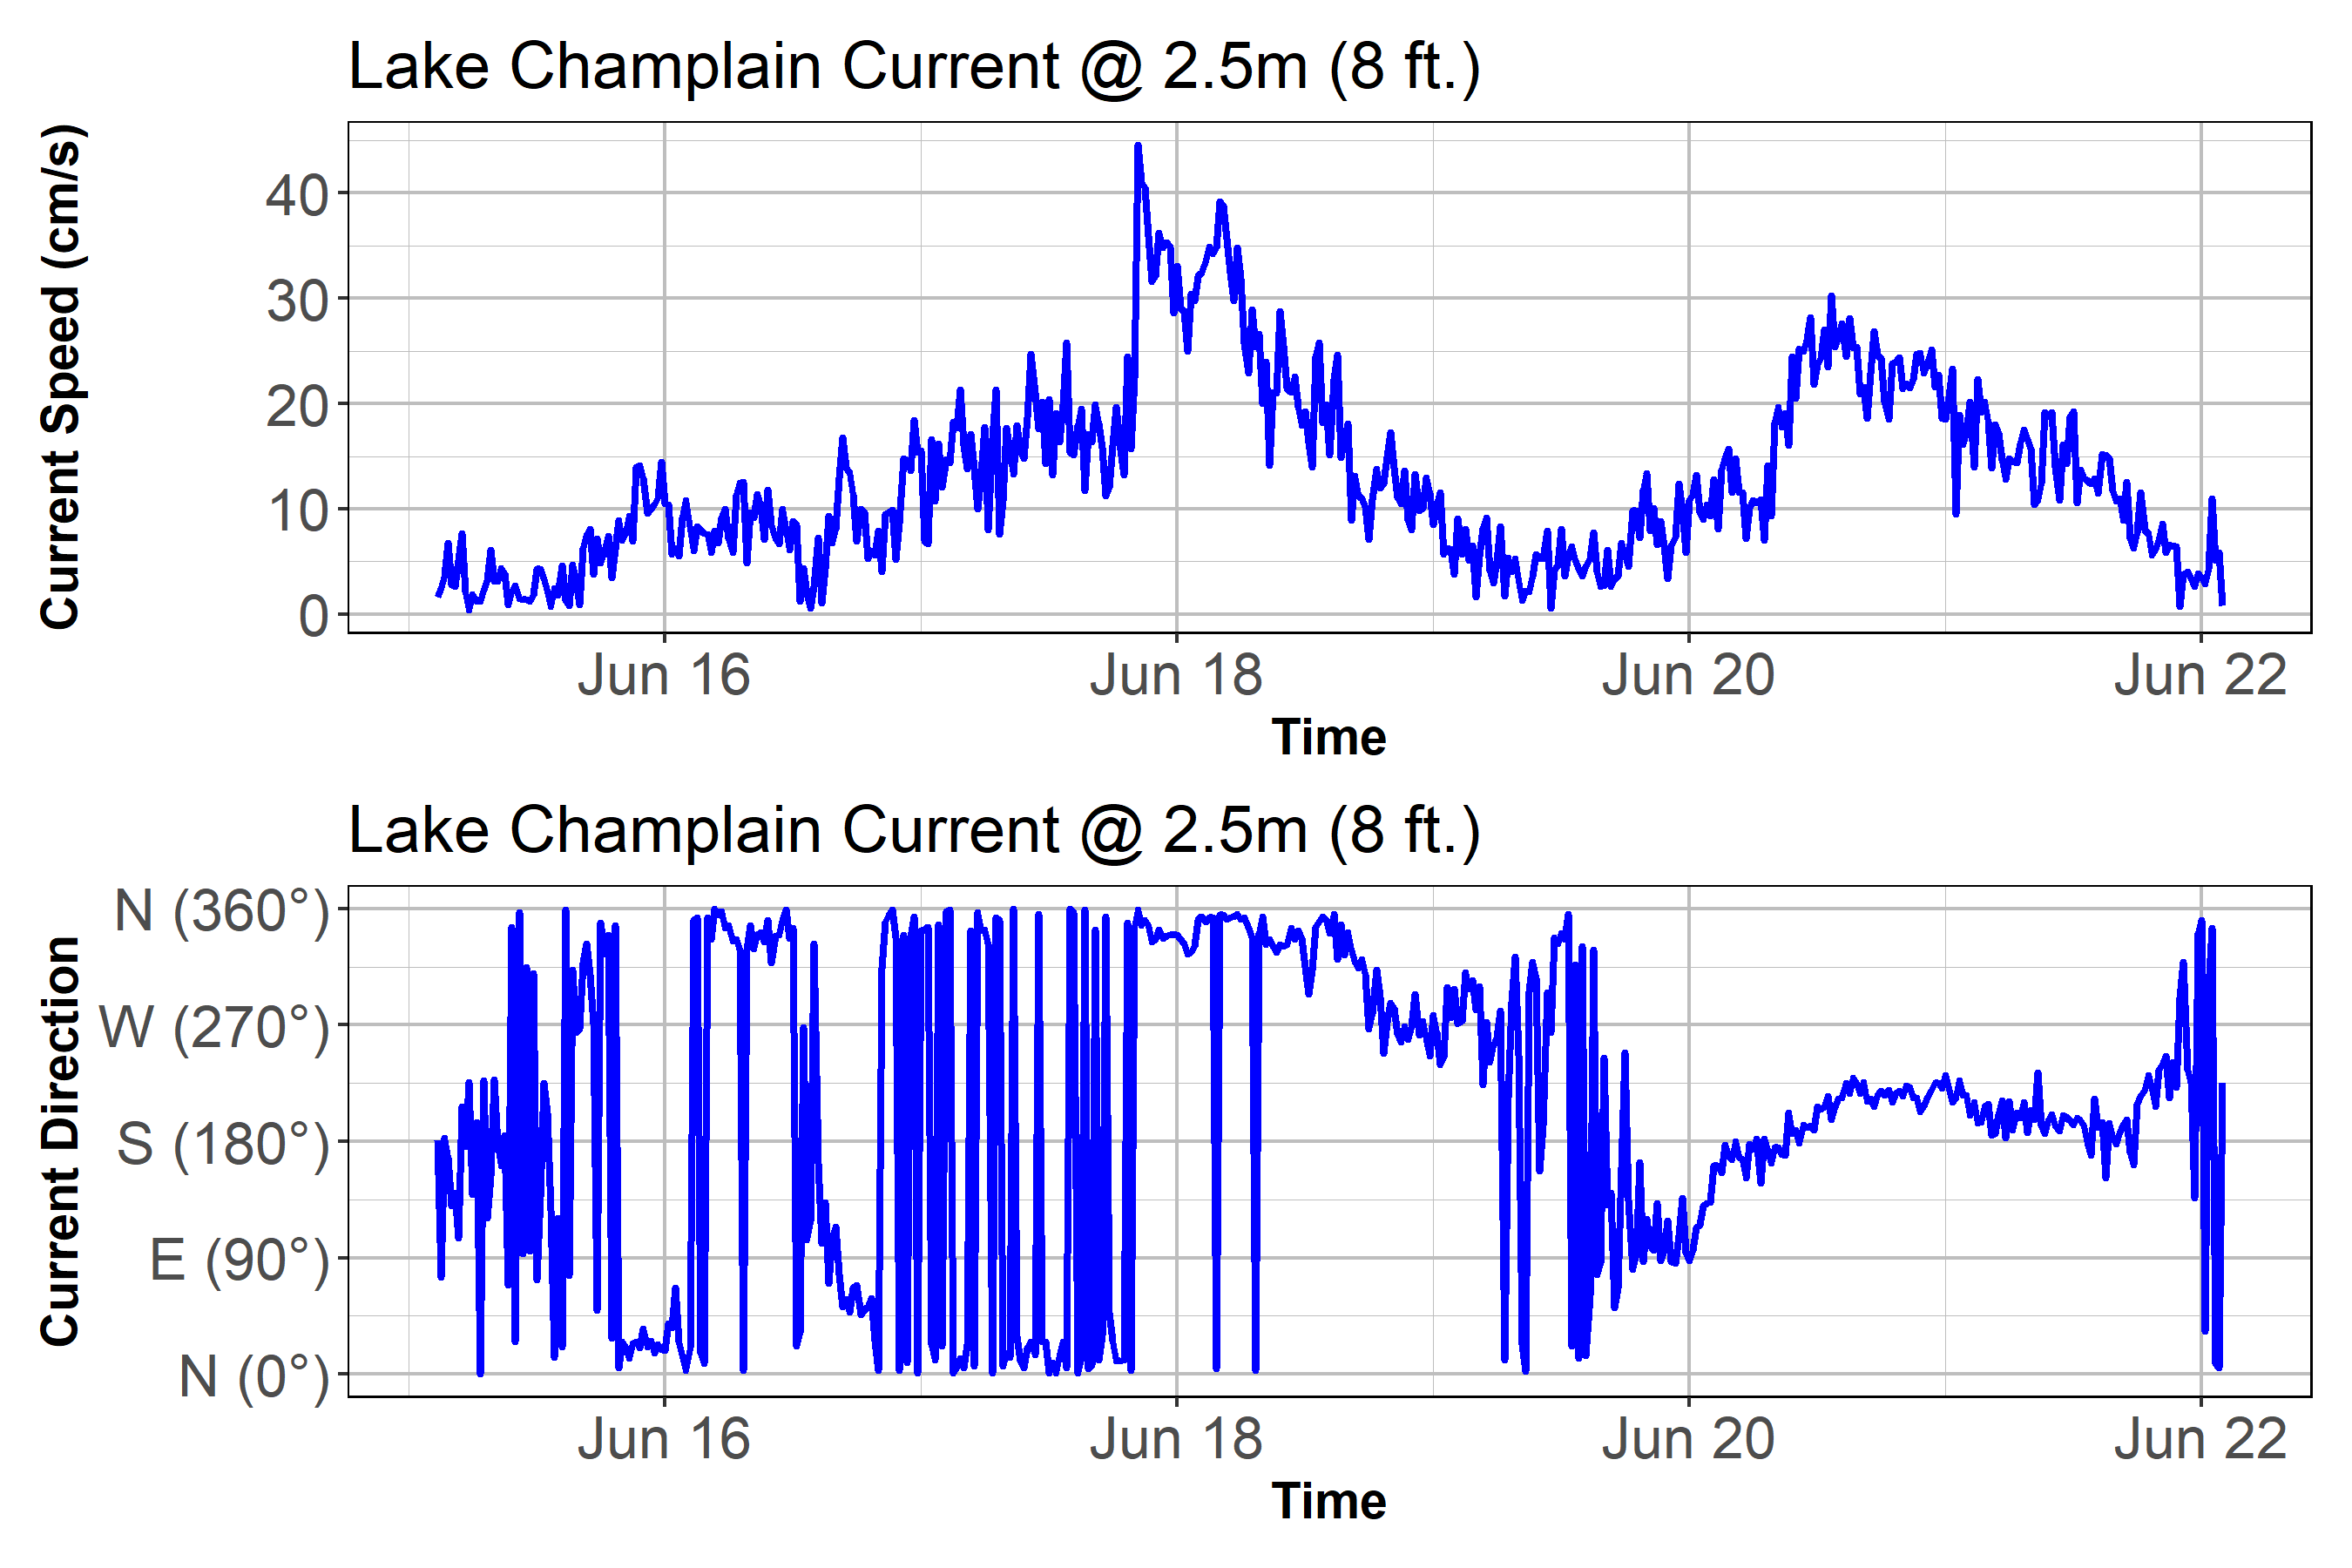 Lake Champlain Current @ 2.5m (8 ft.)
Current Speed (cm/s)
40
30
20
10
0
Jun 16 Jun 18 Jun 20 Jun 22
Time
Lake Champlain Current @ 2.5m (8 ft.)
Current Direction
N (360°)
W (270°)
S (180°)
E (90°)
N (0°)
Jun 16 Jun 18 Jun 20 Jun 22
Time